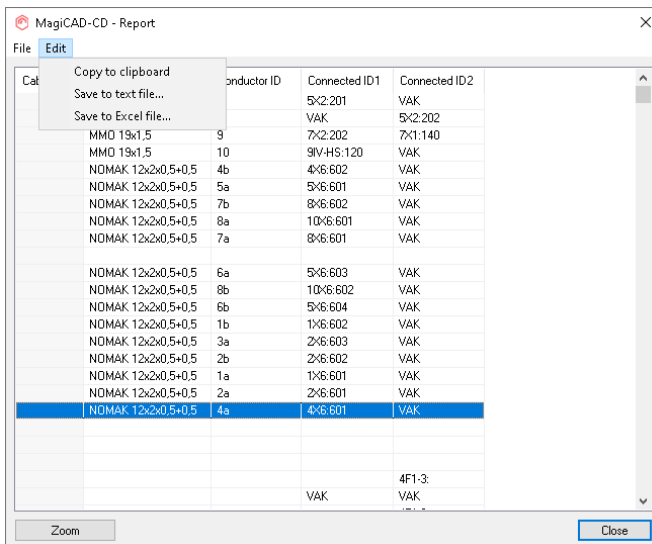 MagiCAD-CD - Report
File Edit
Cal onductor ID Connected ID1 Connected ID2
Copy to clipboard
Save to text file...
Save to Excel file...
5X2:201 VAK
VAK 5X2:202
MMO 19x1,5 9 7X2:202 7X1:140
MMO 19x1,5 10 9IV-HS:120 VAK
NOMAK 12x2x0,5+0,5 4b 4X6:602 VAK
NOMAK 12x2x0,5+0,5 5a 5X6:601 VAK
NOMAK 12x2x0,5+0,5 7b 8X6:602 VAK
NOMAK 12x2x0,5+0,5 8a 10X6:601 VAK
NOMAK 12x2x0,5+0,5 7a 8X6:601 VAK
NOMAK 12x2x0,5+0,5 6a 5X6:603 VAK
NOMAK 12x2x0,5+0,5 8b 10X6:602 VAK
NOMAK 12x2x0,5+0,5 6b 5X6:604 VAK
NOMAK 12x2x0,5+0,5 1b 1X6:602 VAK
NOMAK 12x2x0,5+0,5 3a 2X6:603 VAK
NOMAK 12x2x0,5+0,5 2b 2X6:602 VAK
NOMAK 12x2x0,5+0,5 1a 1X6:601 VAK
NOMAK 12x2x0,5+0,5 2a 2X6:601 VAK
NOMAK 12x2x0,5+0,5 4a 4X6:601 VAK
4F1-3:
VAK VAK
Zoom Close